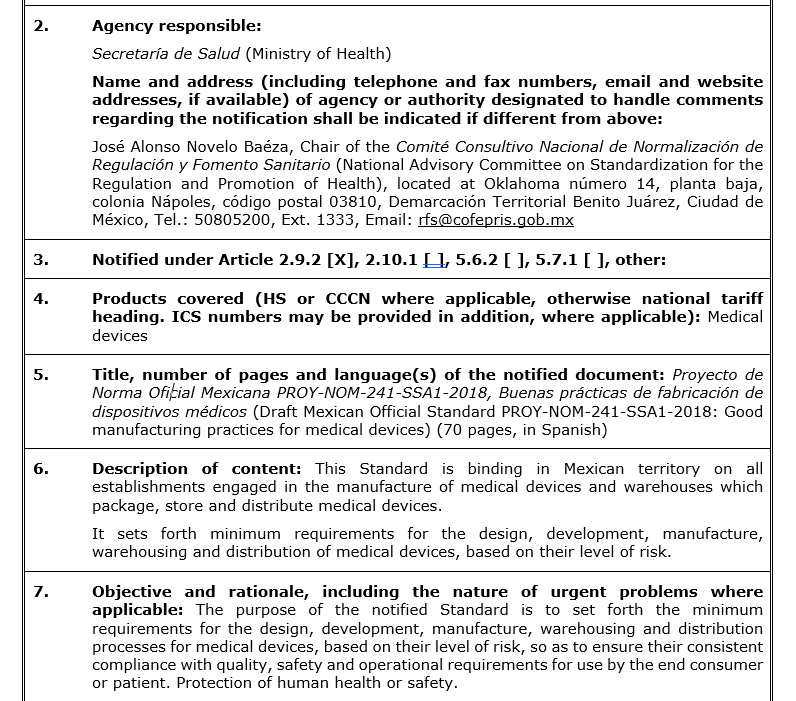 2. Agency responsible:
Secretaría de Salud (Ministry of Health)
Name and address (including telephone and fax numbers, email and website
addresses, if available) of agency or authority designated to handle comments
regarding the notification shall be indicated if different from above:
José Alonso Novelo Baéza, Chair of the Comité Consultivo Nacional de Normalización de
Regulación y Fomento Sanitario (National Advisory Committee on Standardization for the
Regulation and Promotion of Health), located at Oklahoma número 14, planta baja,
colonia Nápoles, código postal 03810, Demarcación Territorial Benito Juárez, Ciudad de
México, Tel.: 50805200, Ext. 1333, Email: rfs@cofepris.gob.mx
3. Notified under Article 2.9.2 [X], 2.10.1 [ ], 5.6.2 [ ], 5.7.1 [ ], other:
4. Products covered (HS or CCCN where applicable, otherwise national tariff
heading. ICS numbers may be provided in addition, where applicable): Medical
devices
5. Title, number of pages and language(s) of the notified document: Proyecto de
Norma Oficial Mexicana PROY-NOM-241-SSA1-2018, Buenas prácticas de fabricación de
dispositivos médicos (Draft Mexican Official Standard PROY-NOM-241-SSA1-2018: Good
manufacturing practices for medical devices) (70 pages, in Spanish)
6. Description of content: This Standard is binding in Mexican territory on all
establishments engaged in the manufacture of medical devices and warehouses which
package, store and distribute medical devices.
It sets forth minimum requirements for the design, development, manufacture,
warehousing and distribution of medical devices, based on their level of risk.
7. Objective and rationale, including the nature of urgent problems where
applicable: The purpose of the notified Standard is to set forth the minimum
requirements for the design, development, manufacture, warehousing and distribution
processes for medical devices, based on their level of risk, so as to ensure their consistent
compliance with quality, safety and operational requirements for use by the end consumer
or patient. Protection of human health or safety.